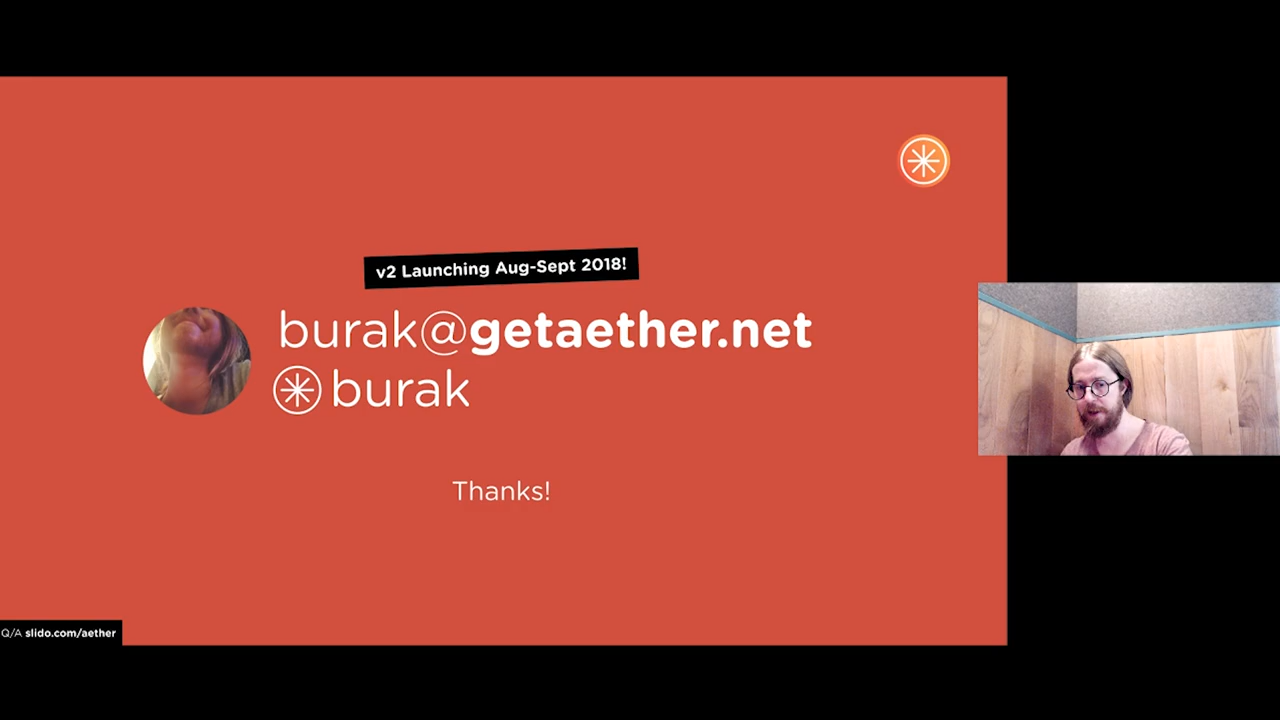 v2 Launching Aug-Sept 2018!
burak@getaether.net
burak
Thanks!
Q/A slido.com/aether